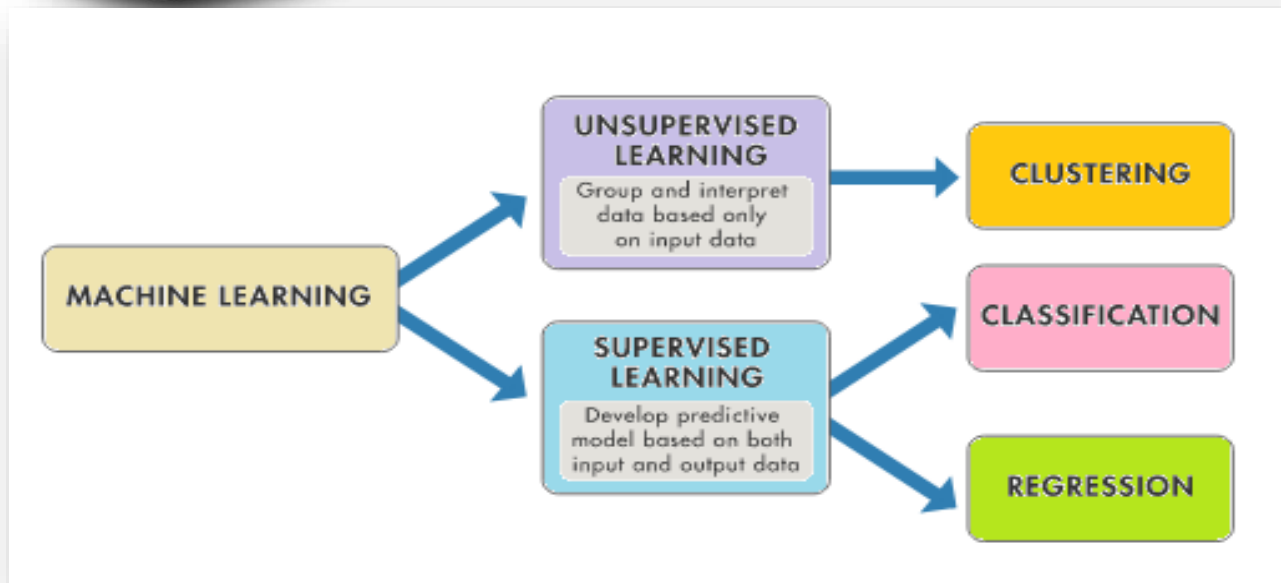 MACHINE LEARNING
UNSUPERVISED
LEARNING
Group and interpret
data based only
on input data
SUPERVISED
LEARNING
Develop predictive
model based on both
input and output data
CLUSTERING
CLASSIFICATION
REGRESSION